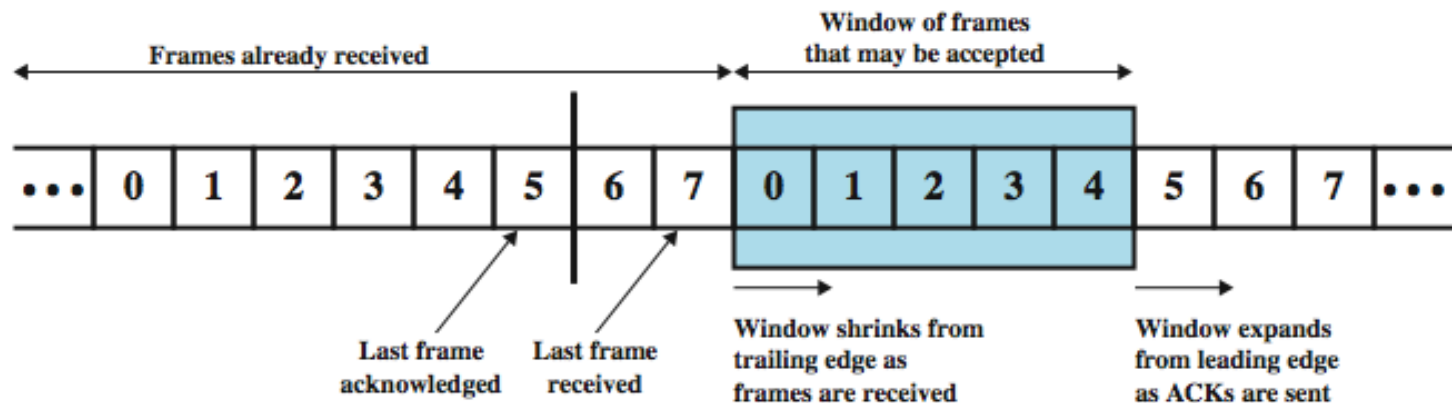 Frames already received
Window of frames
that may be accepted
••• 0 1 2 3 4 5 6 7 0 1 2 3 4 5 6 7 •••
Last frame
acknowledged
Last frame
received
Window shrinks from
trailing edge as
frames are received
Window expands
from leading edge
as ACKs are sent